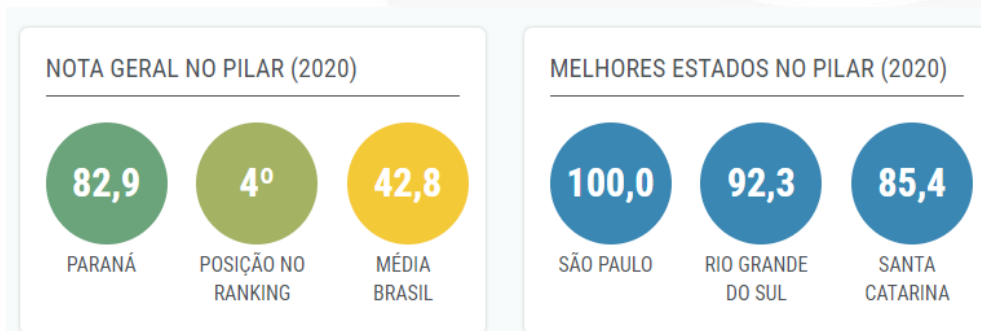 NOTA GERAL NO PILAR (2020)
82,9
4º
42,8
PARANÁ
POSIÇÃO NO
RANKING
MÉDIA
BRASIL
MELHORES ESTADOS NO PILAR (2020)
100,0
92,3
85,4
SÃO PAULO
RIO GRANDE
DO SUL
SANTA
CATARINA